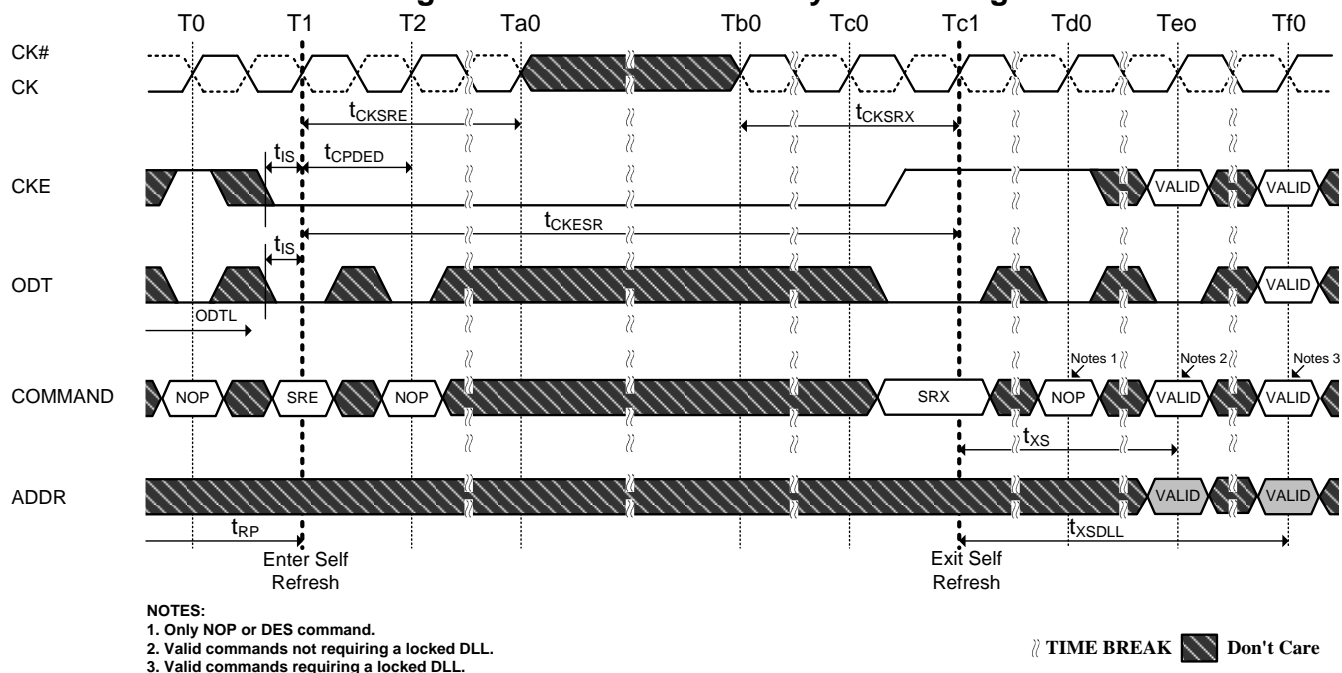 T0 T1 T2 Ta0 Tb0 Tc0 Tc1 Td0 Teo Tf0
CK#
CK
tCKSRE tCKSRX
tIS tCPDED
CKE VALID VALID
tCKESR
tIS
ODT VALID
ODTL
Notes 1 Notes 2 Notes 3
COMMAND NOP SRE NOP SRX NOP VALID VALID
tXS
ADDR VALID VALID
tRP tXSDLL
Enter Self Refresh
Exit Self Refresh
NOTES:
1. Only NOP or DES command.
2. Valid commands not requiring a locked DLL.
3. Valid commands requiring a locked DLL.
TIME BREAK Don't Care